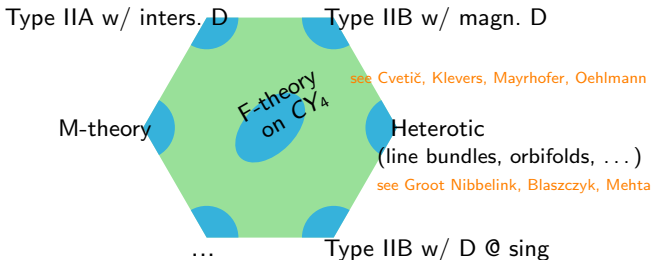 Type IIA w/ inters. D
Type IIB w/ magn. D
F-theory
on CY4
see Cvetič, Klevers, Mayrhofer, Oehlmann
M-theory
Heterotic
(line bundles, orbifolds, ...)
see Groot Nibbelink, Blaszczyk, Mehta
...
Type IIB w/ D @ sing